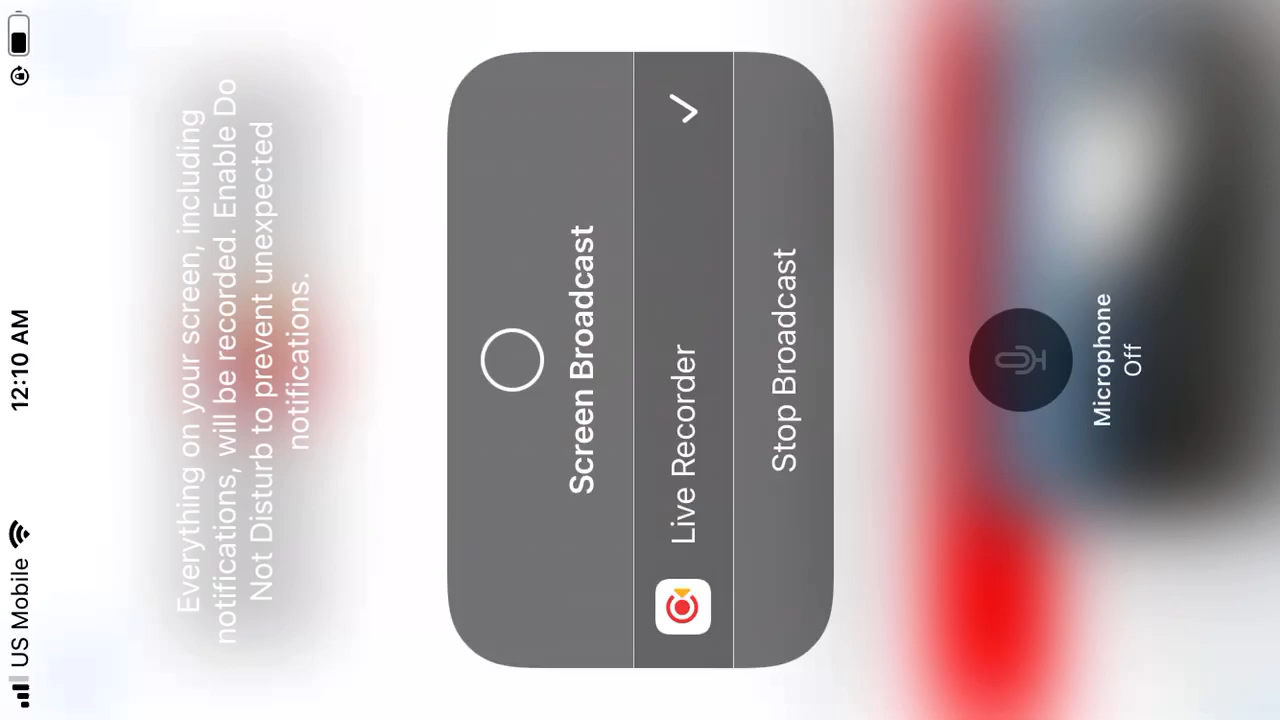 US Mobile
12:10 AM
Everything on your screen, including
notifications, will be recorded. Enable Do
Not Disturb to prevent unexpected
notifications.
Screen Broadcast
Live Recorder
Stop Broadcast
Microphone
Off